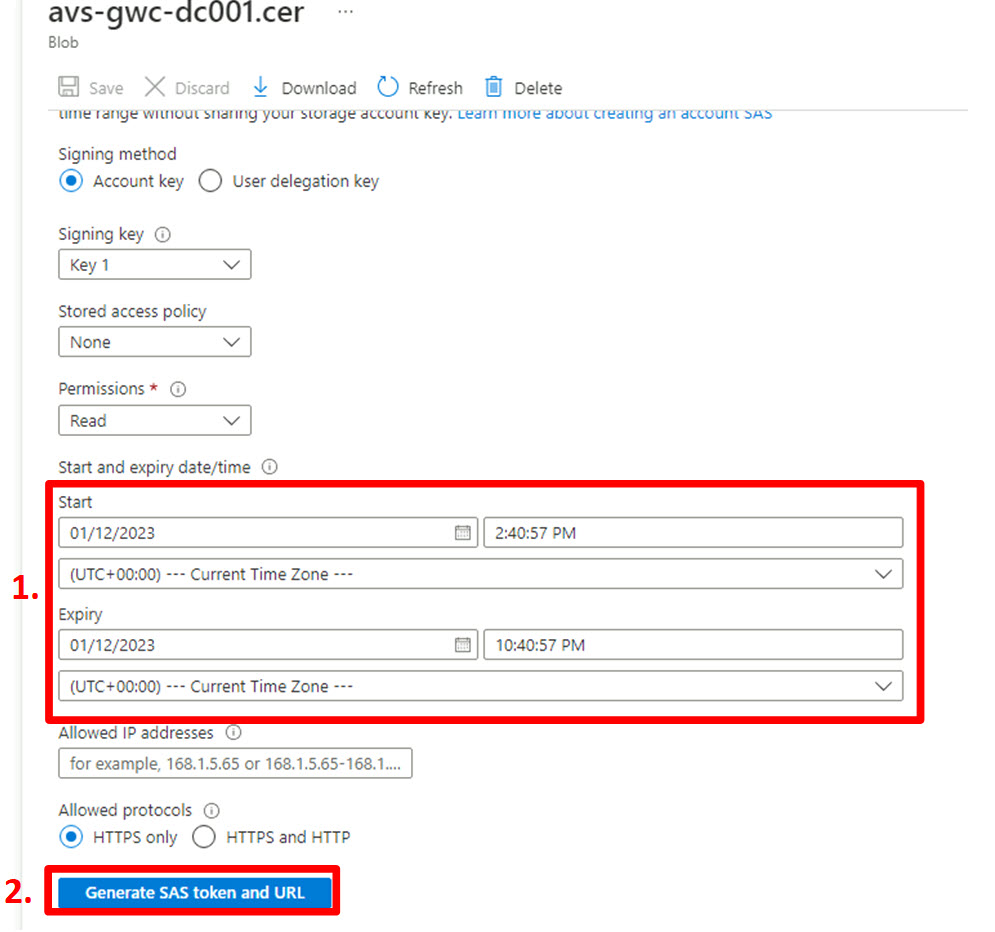 avs-gwc-dc001.cer ...
Blob
Save Discard Download Refresh Delete
time range without sharing your storage account key. Learn more about creating an account SAS
Signing method
Account key User delegation key
Signing key
Key 1
Stored access policy
None
Permissions *
Read
Start and expiry date/time
Start
01/12/2023 2:40:57 PM
(UTC+00:00) --- Current Time Zone ---
1.
Expiry
01/12/2023 10:40:57 PM
(UTC+00:00) --- Current Time Zone ---
Allowed IP addresses
for example, 168.1.5.65 or 168.1.5.65-168.1....
Allowed protocols
HTTPS only HTTPS and HTTP
2. Generate SAS token and URL